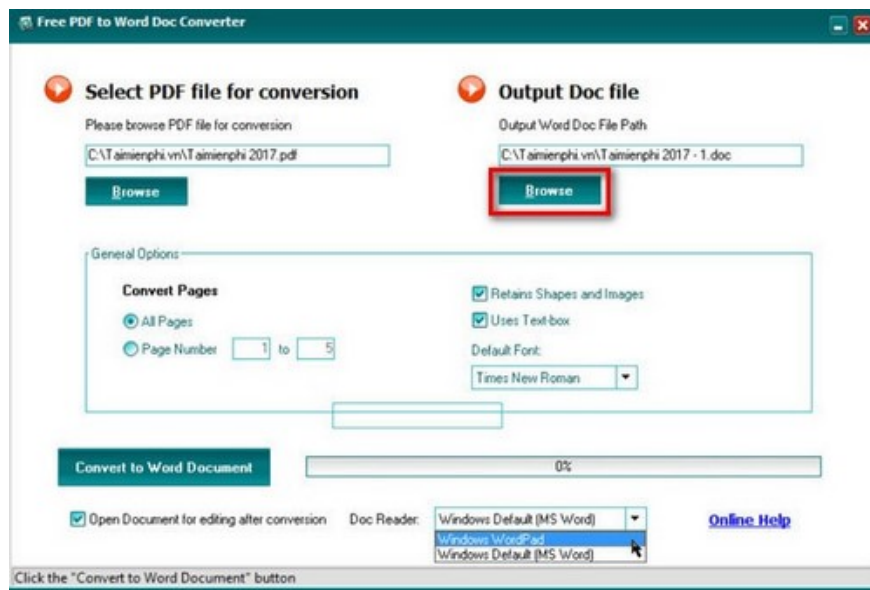 Free PDF to Word Doc Converter
Select PDF file for conversion
Please browse PDF file for conversion
C:\Taimienphi.vn\Taimienphi 2017.pdf
Browse
Output Doc file
Output Word Doc File Path
C:\Taimienphi.vn\Taimienphi 2017 - 1.doc
Browse
General Options
Convert Pages
All Pages
Page Number 1 to 5
Retains Shapes and Images
Uses Text-box
Default Font:
Times New Roman
Convert to Word Document
0%
Open Document for editing after conversion
Doc Reader:
Windows Default (MS Word)
Windows WordPad
Windows Default (MS Word)
Online Help
Click the "Convert to Word Document" button